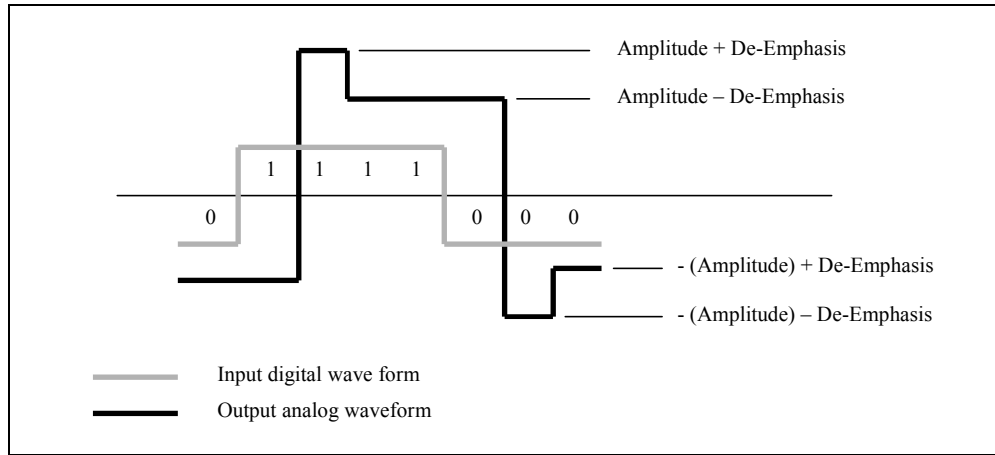 Amplitude + De-Emphasis
Amplitude – De-Emphasis
1 1 1 1
0 0 0 0
- (Amplitude) + De-Emphasis
- (Amplitude) – De-Emphasis
Input digital wave form
Output analog waveform